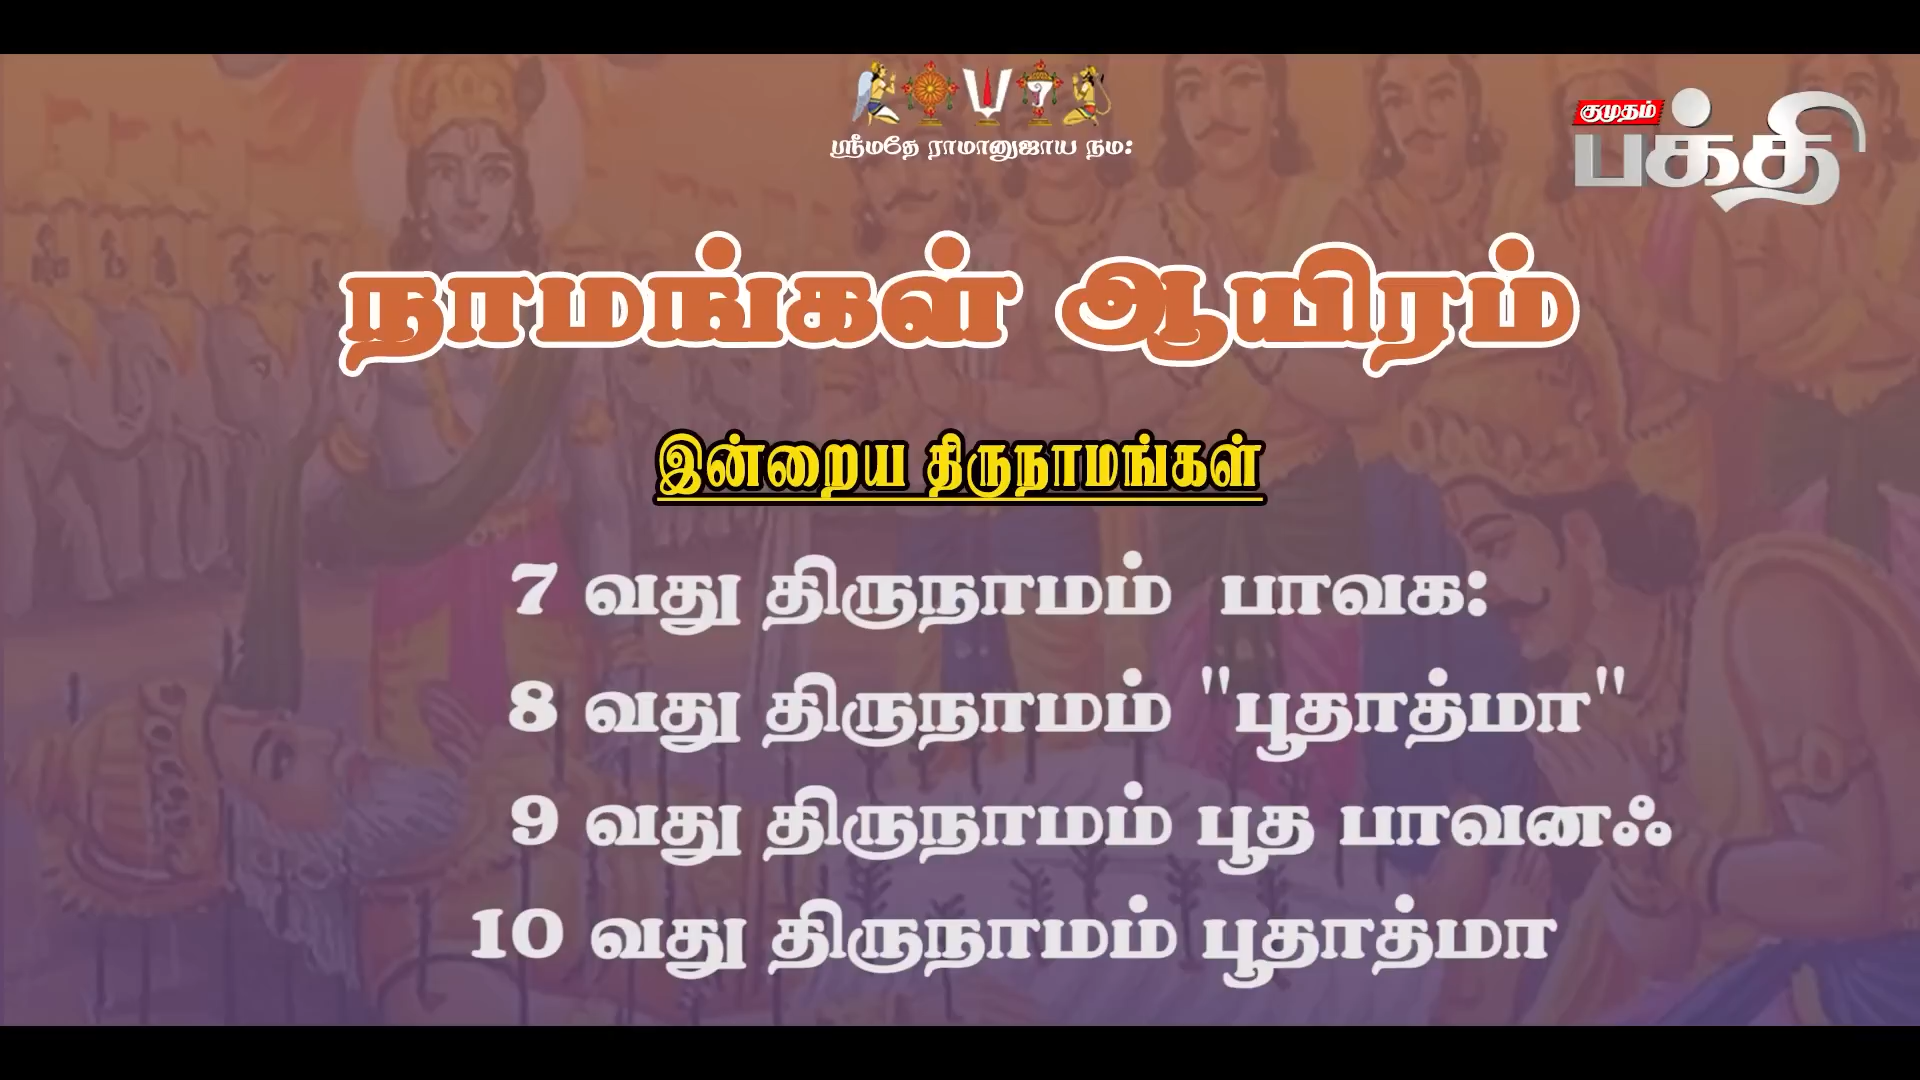 ஸ்ரீமதே ராமானுஜாய நம:
குமுதம்
பக்தி
நாமங்கள் ஆயிரம்
இன்றைய திருநாமங்கள்
7 வது திருநாமம் பாவக:
8 வது திருநாமம் "பூதாத்மா"
9 வது திருநாமம் பூத பாவனஃ
10 வது திருநாமம் பூதாத்மா